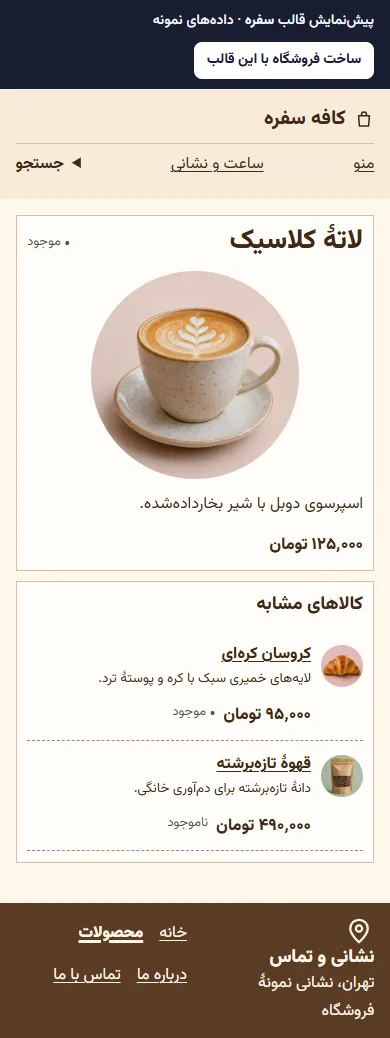 پیش‌نمایش قالب سفره · داده‌های نمونه
ساخت فروشگاه با این قالب
کافه سفره
منو
ساعت و نشانی
جستجو
لاتهٔ کلاسیک
• موجود
اسپرسوی دوبل با شیر بخارداده‌شده.
۱۲۵٬۰۰۰ تومان
کالاهای مشابه
کروسان کره‌ای
لایه‌های خمیری سبک با کره و پوستهٔ ترد.
۹۵٬۰۰۰ تومان • موجود
قهوهٔ تازه‌برشته
دانهٔ تازه‌برشته برای دم‌آوری خانگی.
۴۹۰٬۰۰۰ تومان ناموجود
نشانی و تماس
تهران، نشانی نمونهٔ
فروشگاه
خانه محصولات
درباره ما تماس با ما